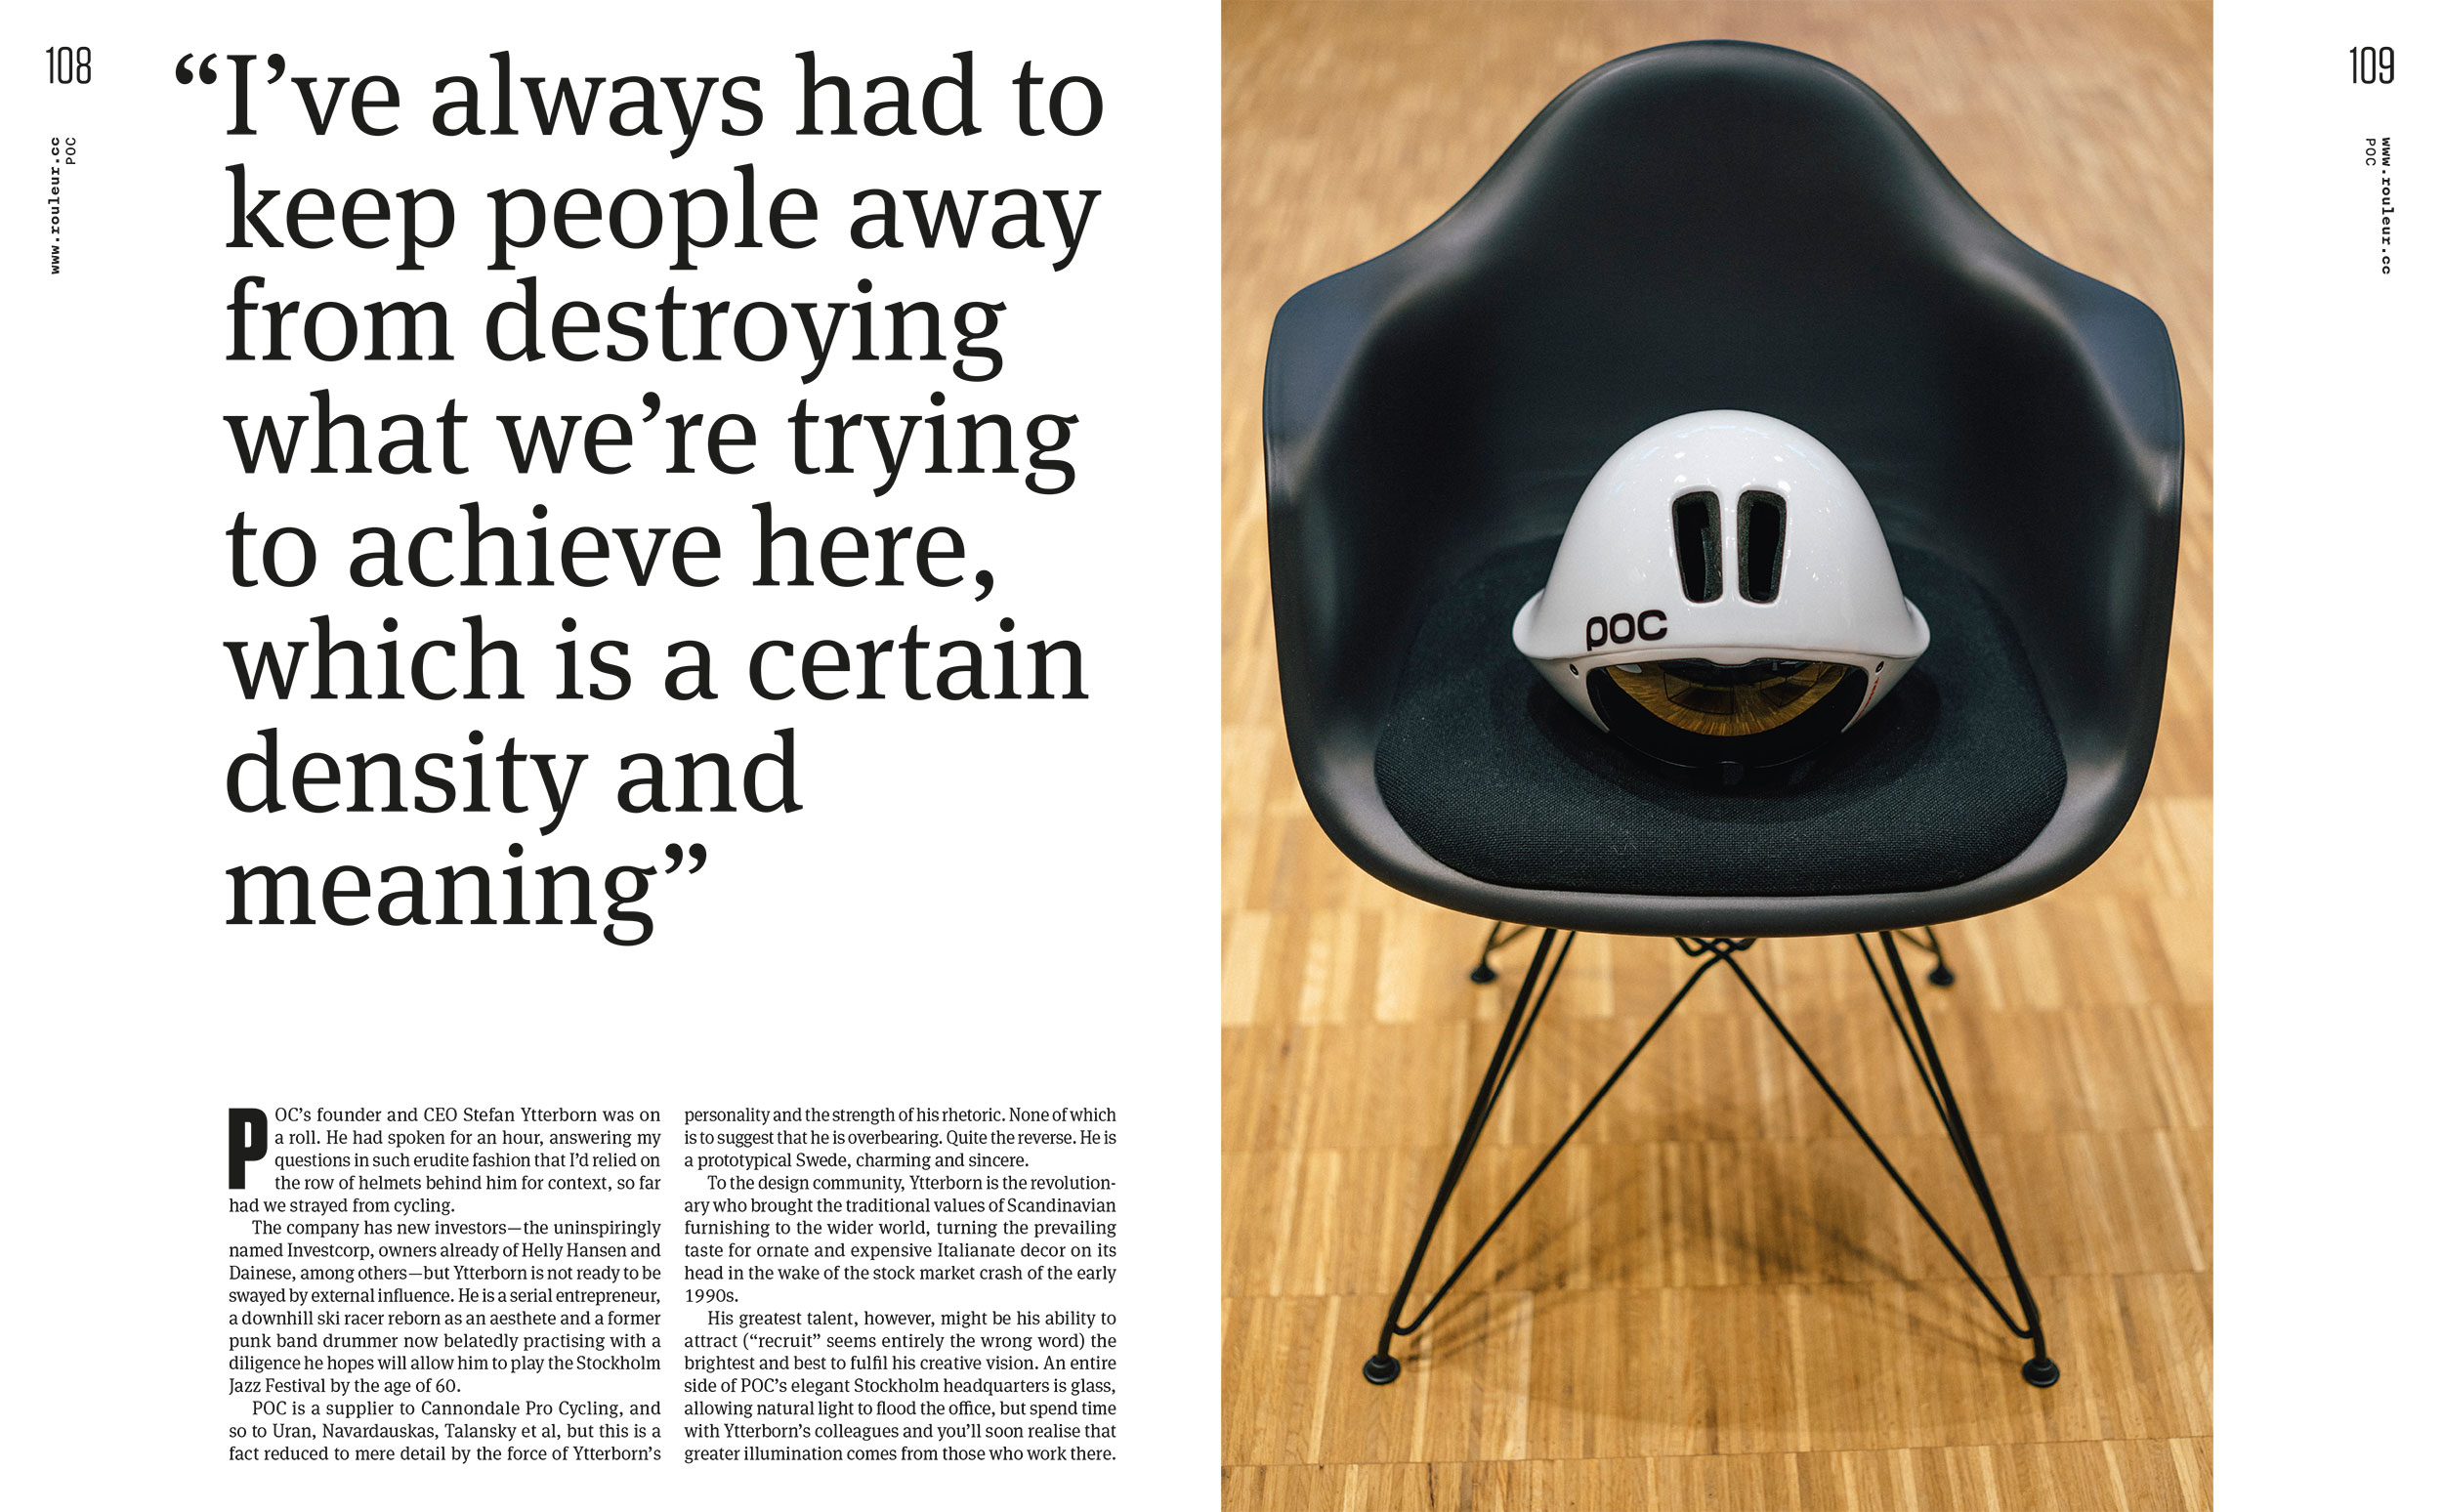 108
www.rouleur.cc
POC
“I’ve always had to
keep people away
from destroying
what we’re trying
to achieve here,
which is a certain
density and
meaning”
POC’s founder and CEO Stefan Ytterborn was on
a roll. He had spoken for an hour, answering my
questions in such erudite fashion that I’d relied on
the row of helmets behind him for context, so far
had we strayed from cycling.
The company has new investors—the uninspiringly
named Investcorp, owners already of Helly Hansen and
Dainese, among others—but Ytterborn is not ready to be
swayed by external influence. He is a serial entrepreneur,
a downhill ski racer reborn as an aesthete and a former
punk band drummer now belatedly practising with a
diligence he hopes will allow him to play the Stockholm
Jazz Festival by the age of 60.
POC is a supplier to Cannondale Pro Cycling, and
so to Uran, Navardauskas, Talansky et al, but this is a
fact reduced to mere detail by the force of Ytterborn’s
personality and the strength of his rhetoric. None of which
is to suggest that he is overbearing. Quite the reverse. He is
a prototypical Swede, charming and sincere.
To the design community, Ytterborn is the revolution-
ary who brought the traditional values of Scandinavian
furnishing to the wider world, turning the prevailing
taste for ornate and expensive Italianate decor on its
head in the wake of the stock market crash of the early
1990s.
His greatest talent, however, might be his ability to
attract (“recruit” seems entirely the wrong word) the
brightest and best to fulfil his creative vision. An entire
side of POC’s elegant Stockholm headquarters is glass,
allowing natural light to flood the office, but spend time
with Ytterborn’s colleagues and you’ll soon realise that
greater illumination comes from those who work there.
poc
109
www.rouleur.cc
POC